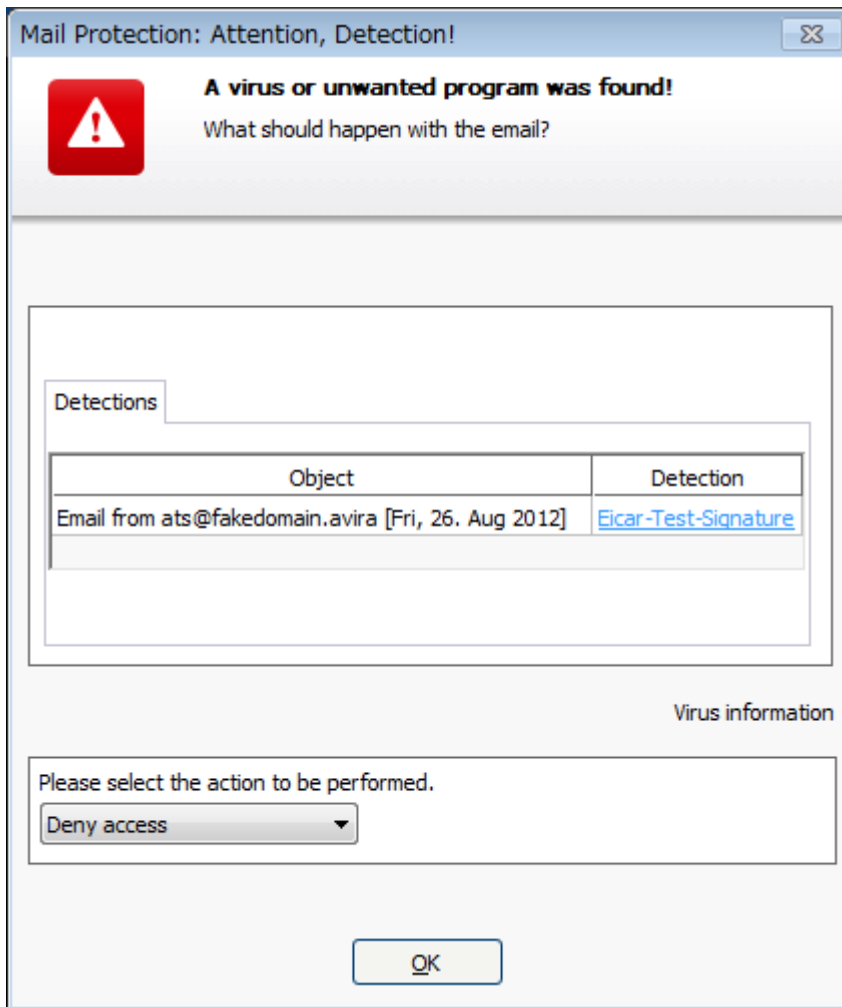 Mail Protection: Attention, Detection!
A virus or unwanted program was found!
What should happen with the email?
Detections
Object Detection
Email from ats@fakedomain.avira [Fri, 26. Aug 2012] Eicar-Test-Signature
Virus information
Please select the action to be performed.
Deny access
OK